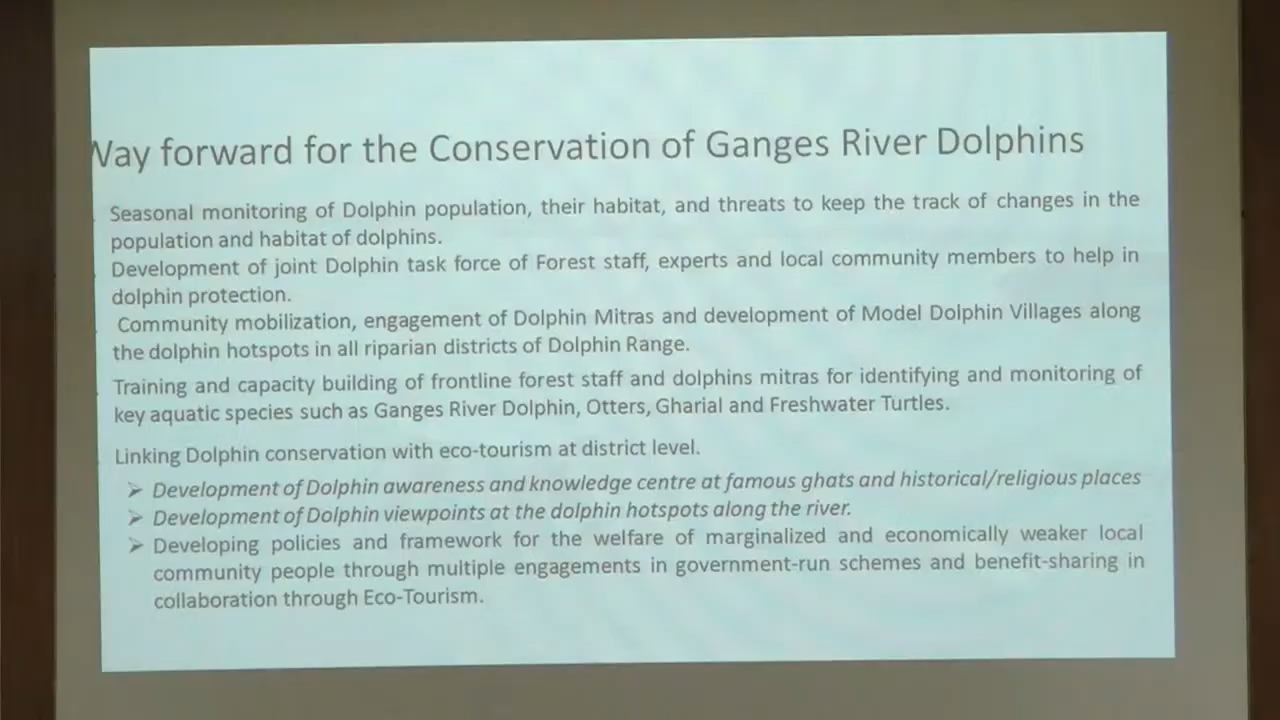 Way forward for the Conservation of Ganges River Dolphins
Seasonal monitoring of Dolphin population, their habitat, and threats to keep the track of changes in the
population and habitat of dolphins.
Development of joint Dolphin task force of Forest staff, experts and local community members to help in
dolphin protection.
Community mobilization, engagement of Dolphin Mitras and development of Model Dolphin Villages along
the dolphin hotspots in all riparian districts of Dolphin Range.
Training and capacity building of frontline forest staff and dolphins mitras for identifying and monitoring of
key aquatic species such as Ganges River Dolphin, Otters, Gharial and Freshwater Turtles.
Linking Dolphin conservation with eco-tourism at district level.
➢ Development of Dolphin awareness and knowledge centre at famous ghats and historical/religious places
➢ Development of Dolphin viewpoints at the dolphin hotspots along the river.
➢ Developing policies and framework for the welfare of marginalized and economically weaker local
community people through multiple engagements in government-run schemes and benefit-sharing in
collaboration through Eco-Tourism.